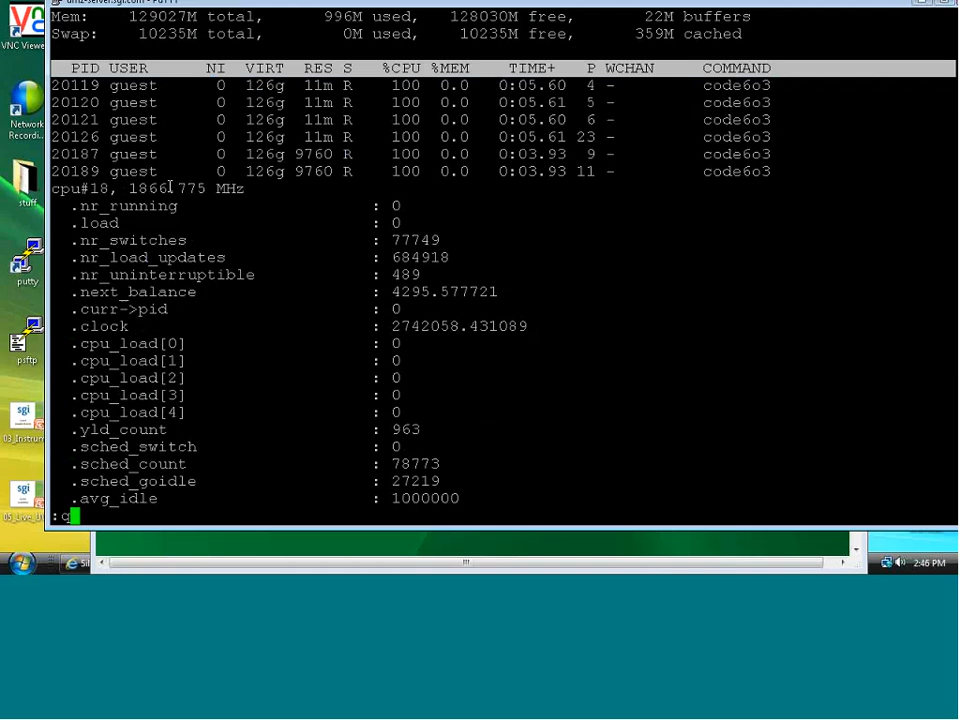 Mem:    129027M total,      996M used,   128030M free,       22M buffers
Swap:    10235M total,        0M used,    10235M free,      359M cached
PID USER      NI  VIRT  RES S   %CPU %MEM    TIME+   P WCHAN     COMMAND
20119 guest      0  126g  11m R    100  0.0   0:05.60  4 -         code6o3
20120 guest      0  126g  11m R    100  0.0   0:05.61  5 -         code6o3
20121 guest      0  126g  11m R    100  0.0   0:05.60  6 -         code6o3
20126 guest      0  126g  11m R    100  0.0   0:05.61 23 -         code6o3
20187 guest      0  126g 9760 R    100  0.0   0:03.93  9 -         code6o3
20189 guest      0  126g 9760 R    100  0.0   0:03.93 11 -         code6o3
cpu#18, 1866.775 MHz
.nr_running                    : 0
.load                          : 0
.nr_switches                   : 77749
.nr_load_updates               : 684918
.nr_uninterruptible            : 489
.next_balance                  : 4295.577721
.curr->pid                     : 0
.clock                         : 2742058.431089
.cpu_load[0]                   : 0
.cpu_load[1]                   : 0
.cpu_load[2]                   : 0
.cpu_load[3]                   : 0
.cpu_load[4]                   : 0
.yld_count                     : 963
.sched_switch                  : 0
.sched_count                   : 78773
.sched_goidle                  : 27219
.avg_idle                      : 1000000
:q
VNC Viewe
Network
Recordi...
stuff
putty
psftp
sgi
03_Instrum
sgi
05_Live_U
2:46 PM